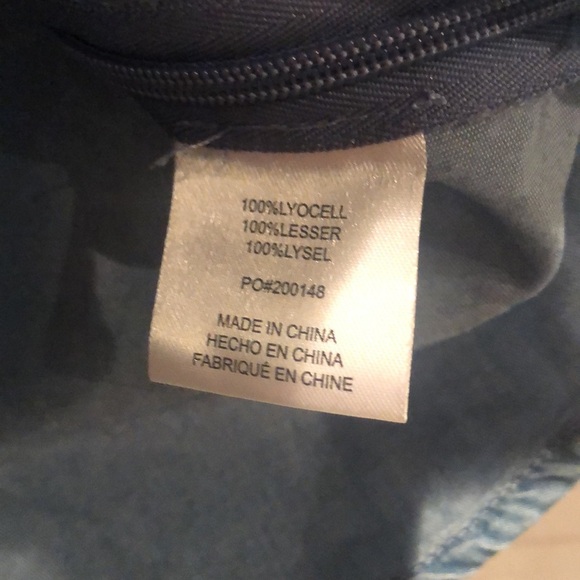 100%LYOCELL
100%LESSER
100%LYSEL
PO#200148
MADE IN CHINA
HECHO EN CHINA
FABRIQUÉ EN CHINE